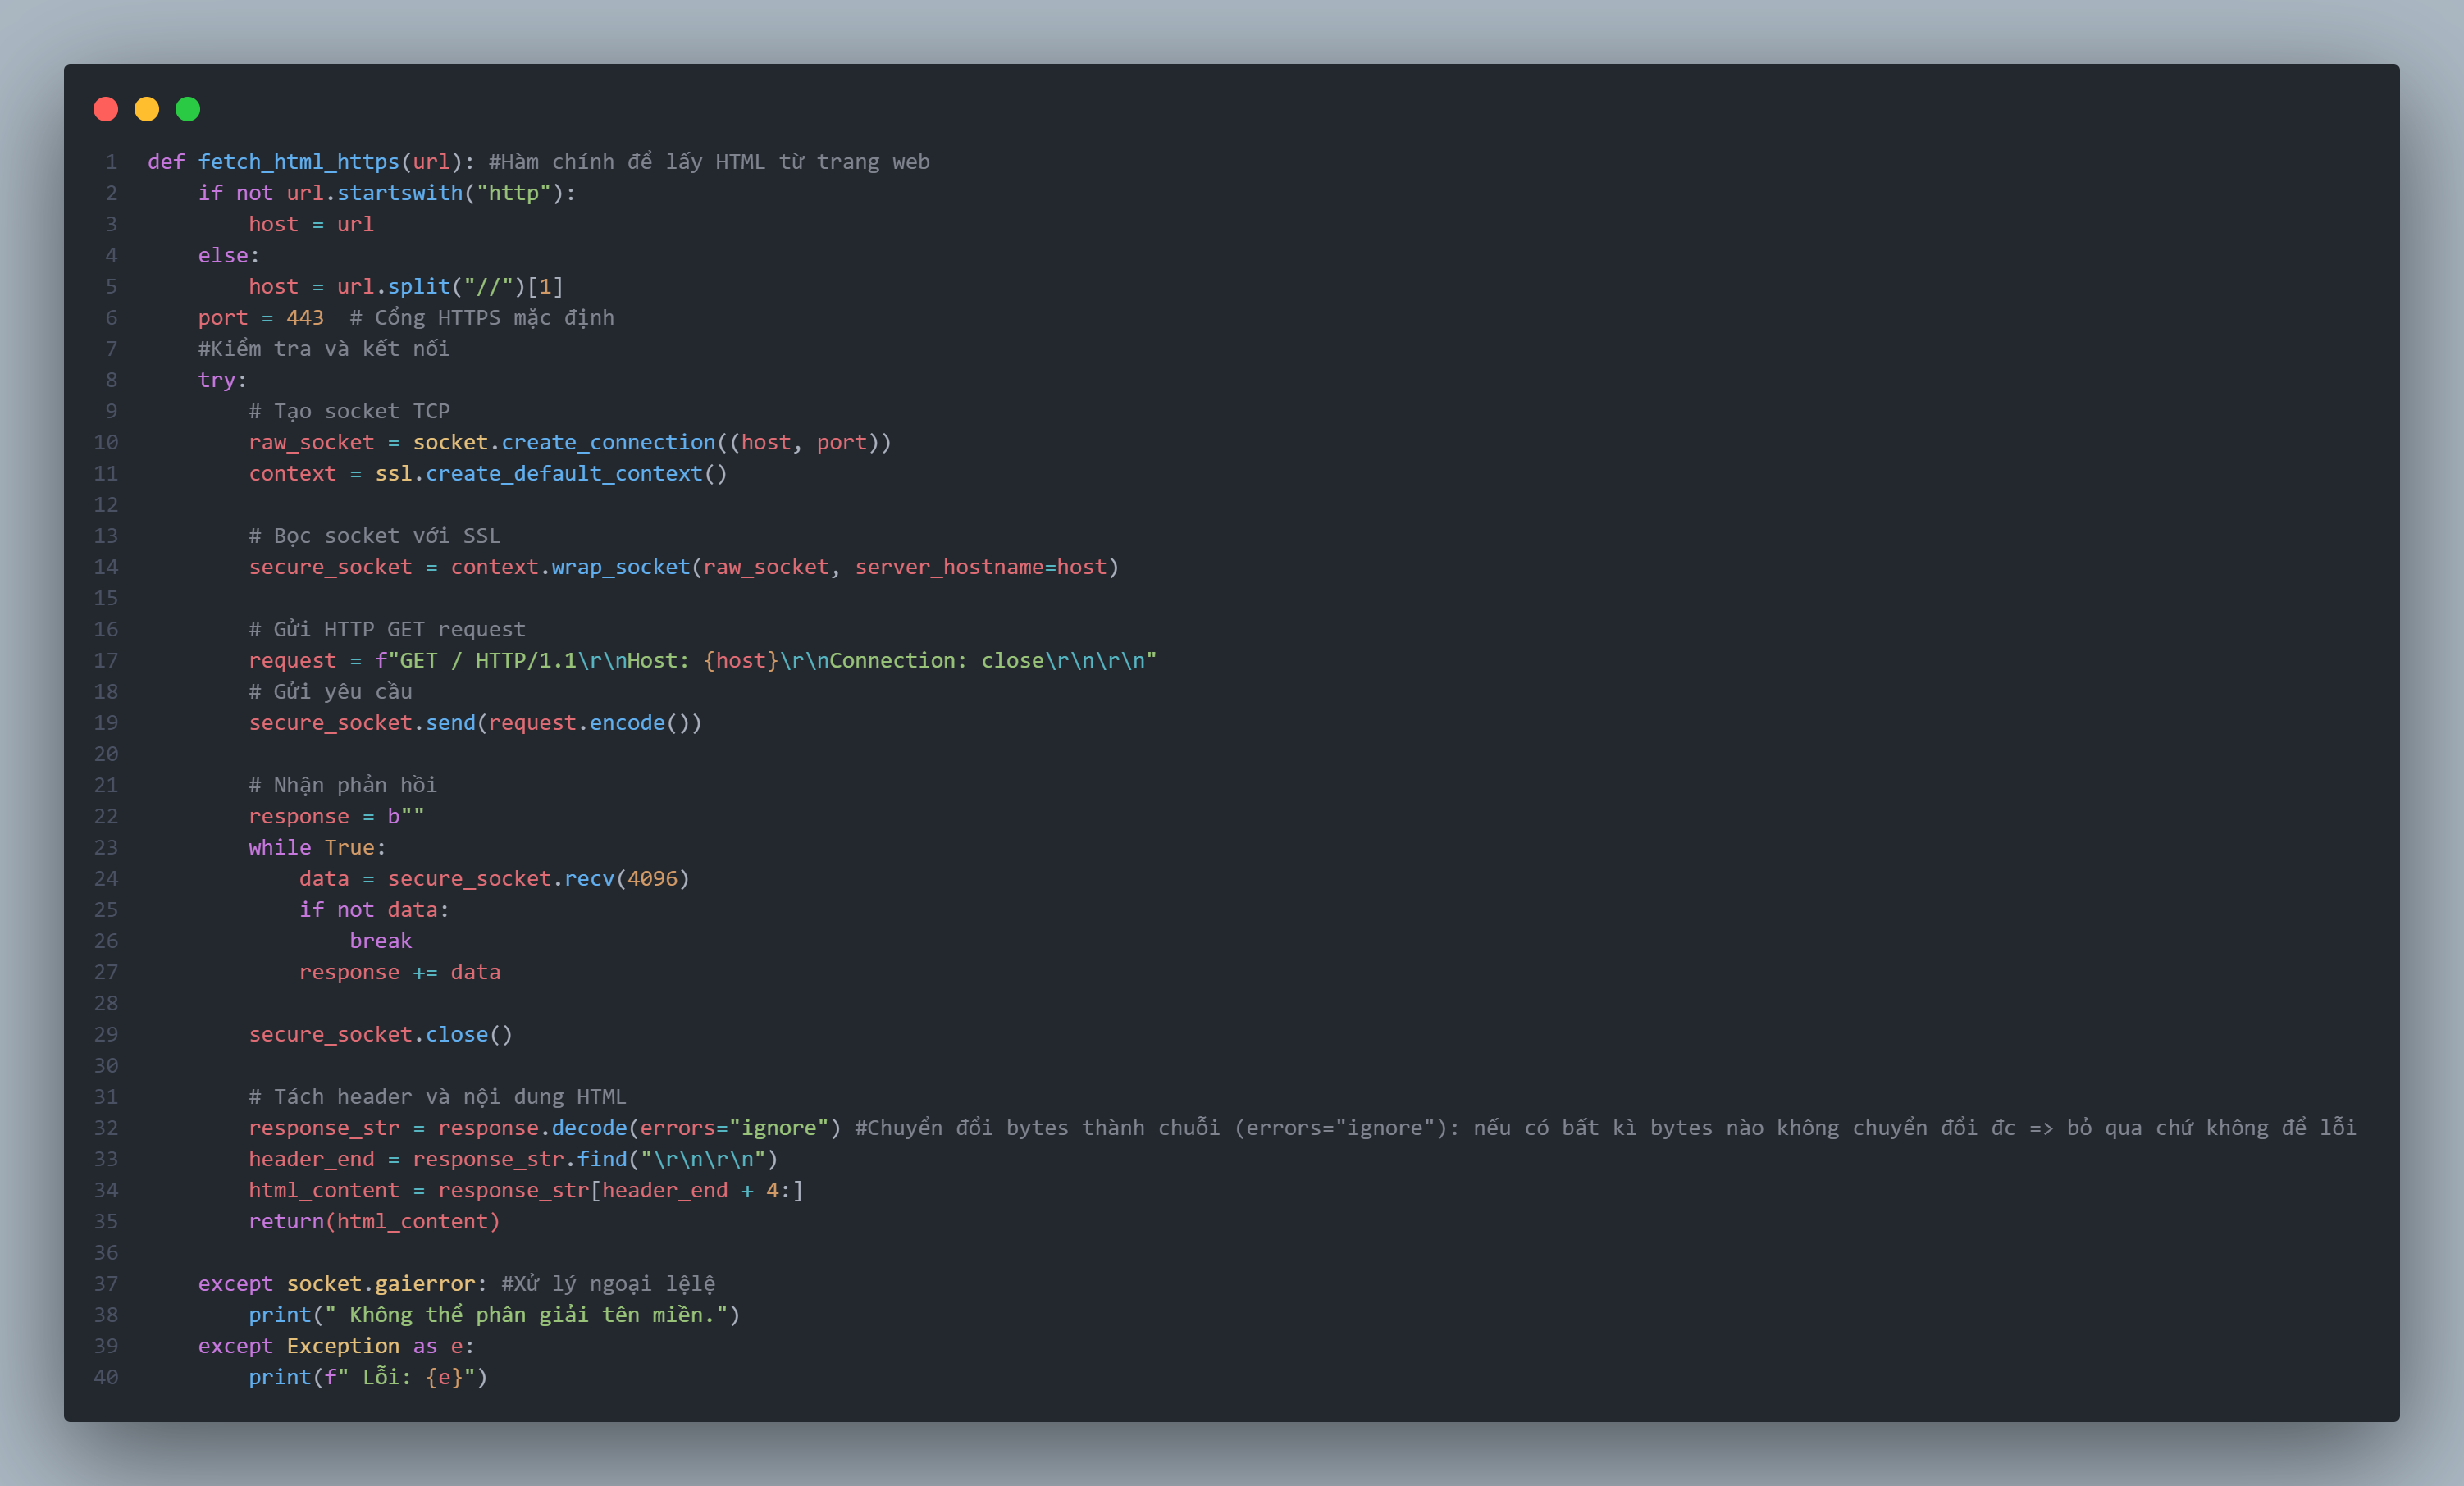 1 def fetch_html_https(url): #Hàm chính để lấy HTML từ trang web
2     if not url.startswith("http"):
3         host = url
4     else:
5         host = url.split("//")[1]
6     port = 443  # Cổng HTTPS mặc định
7     #Kiểm tra và kết nối
8     try:
9         # Tạo socket TCP
10         raw_socket = socket.create_connection((host, port))
11         context = ssl.create_default_context()
12
13         # Bọc socket với SSL
14         secure_socket = context.wrap_socket(raw_socket, server_hostname=host)
15
16         # Gửi HTTP GET request
17         request = f"GET / HTTP/1.1\r\nHost: {host}\r\nConnection: close\r\n\r\n"
18         # Gửi yêu cầu
19         secure_socket.send(request.encode())
20
21         # Nhận phản hồi
22         response = b""
23         while True:
24             data = secure_socket.recv(4096)
25             if not data:
26                 break
27             response += data
28
29         secure_socket.close()
30
31         # Tách header và nội dung HTML
32         response_str = response.decode(errors="ignore") #Chuyển đổi bytes thành chuỗi (errors="ignore"): nếu có bất kì bytes nào không chuyển đổi đc => bỏ qua chứ không để lỗi
33         header_end = response_str.find("\r\n\r\n")
34         html_content = response_str[header_end + 4:]
35         return(html_content)
36
37     except socket.gaierror: #Xử lý ngoại lệlệ
38         print(" Không thể phân giải tên miền.")
39     except Exception as e:
40         print(f" Lỗi: {e}")